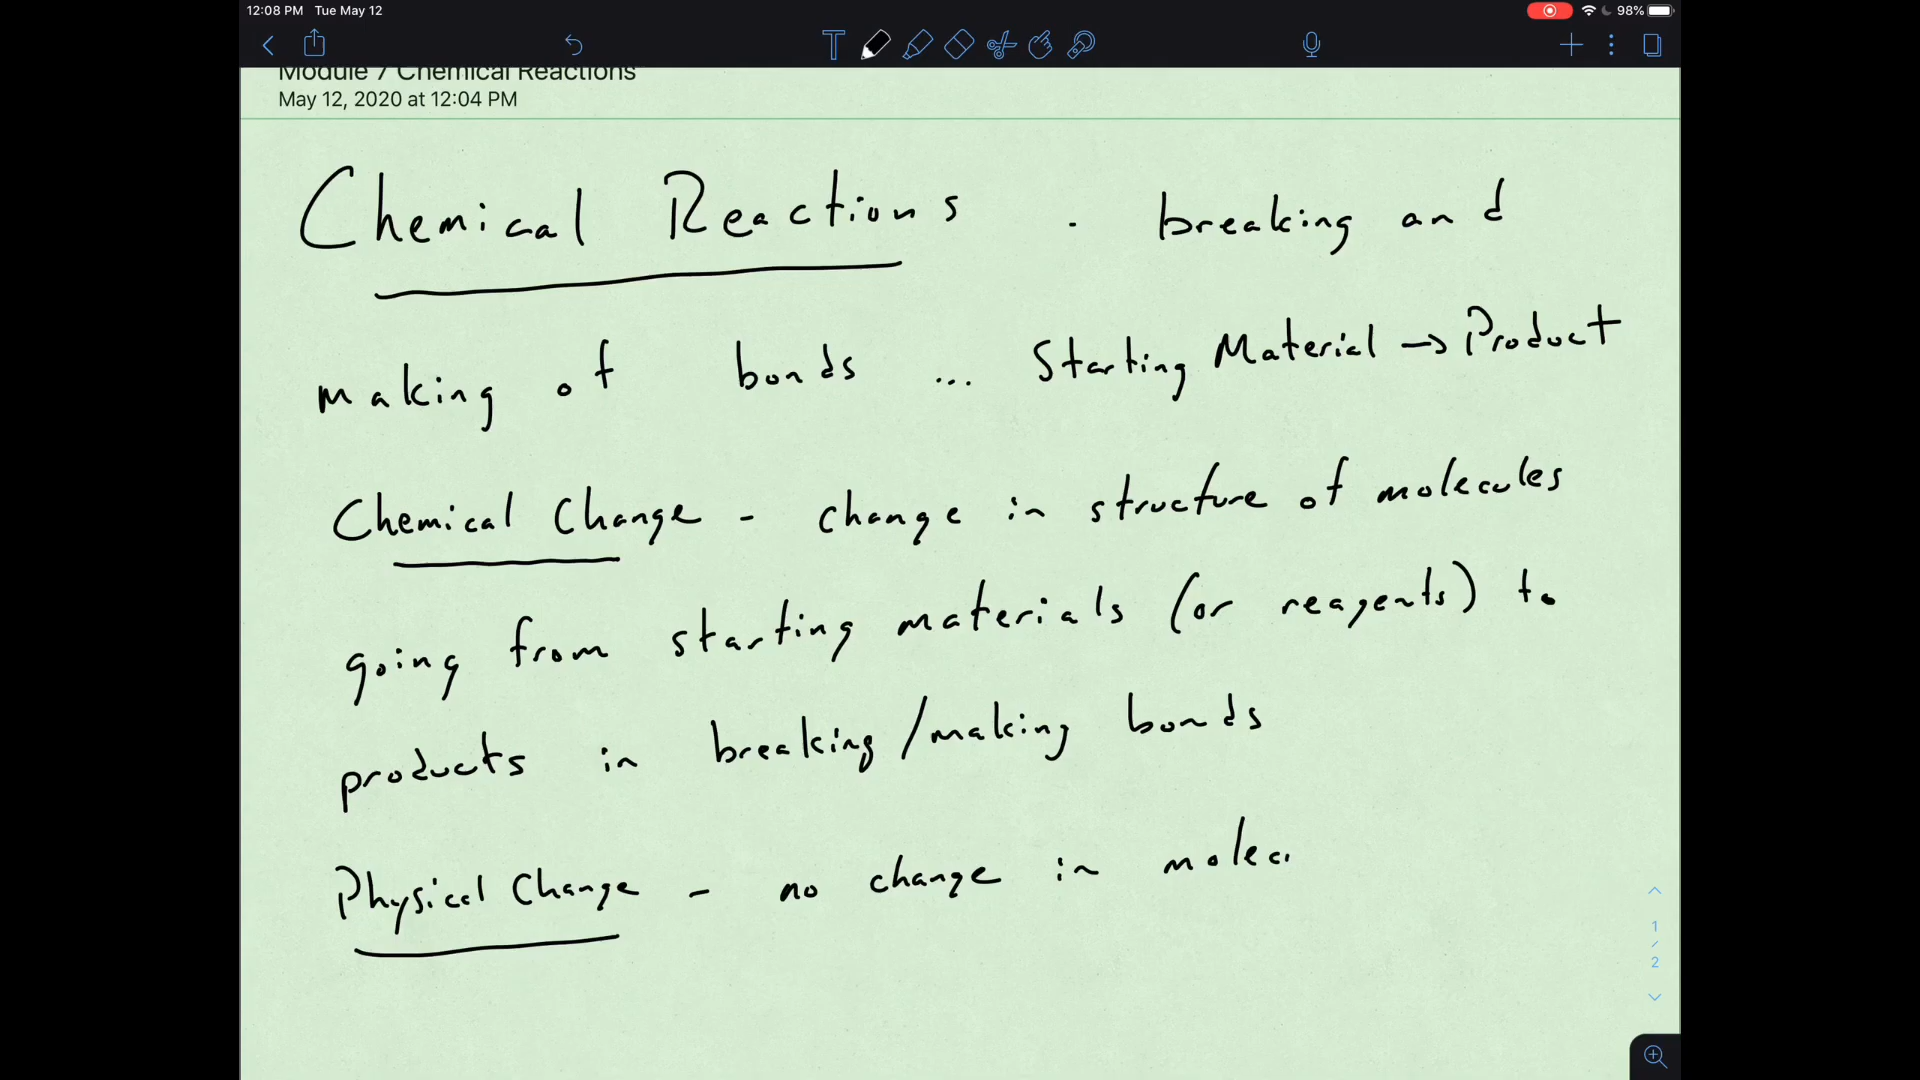 12:08 PM Tue May 12
98%
Module 7 Chemical Reactions
May 12, 2020 at 12:04 PM
Chemical Reactions - breaking and
making of bonds ... Starting Material → Product
Chemical Change - change in structure of molecules
going from starting materials (or reagents) to
products in breaking/making bonds
Physical Change - no change in molec
1
/
2